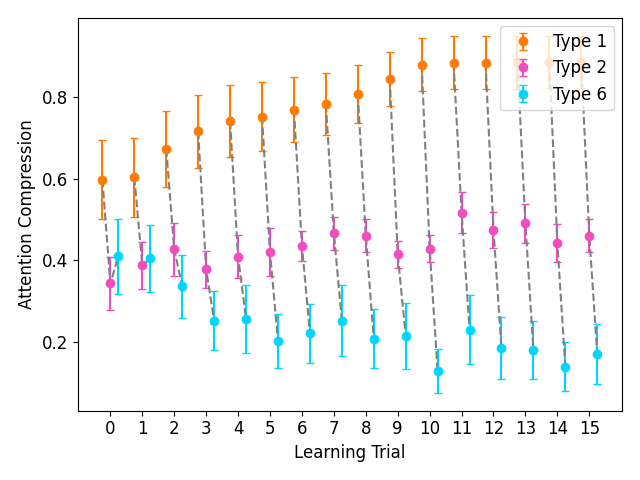 Type 1
Type 2
Type 6
0.8
0.6
0.4
0.2
Attention Compression
0 1 2 3 4 5 6 7 8 9 10 11 12 13 14 15
Learning Trial